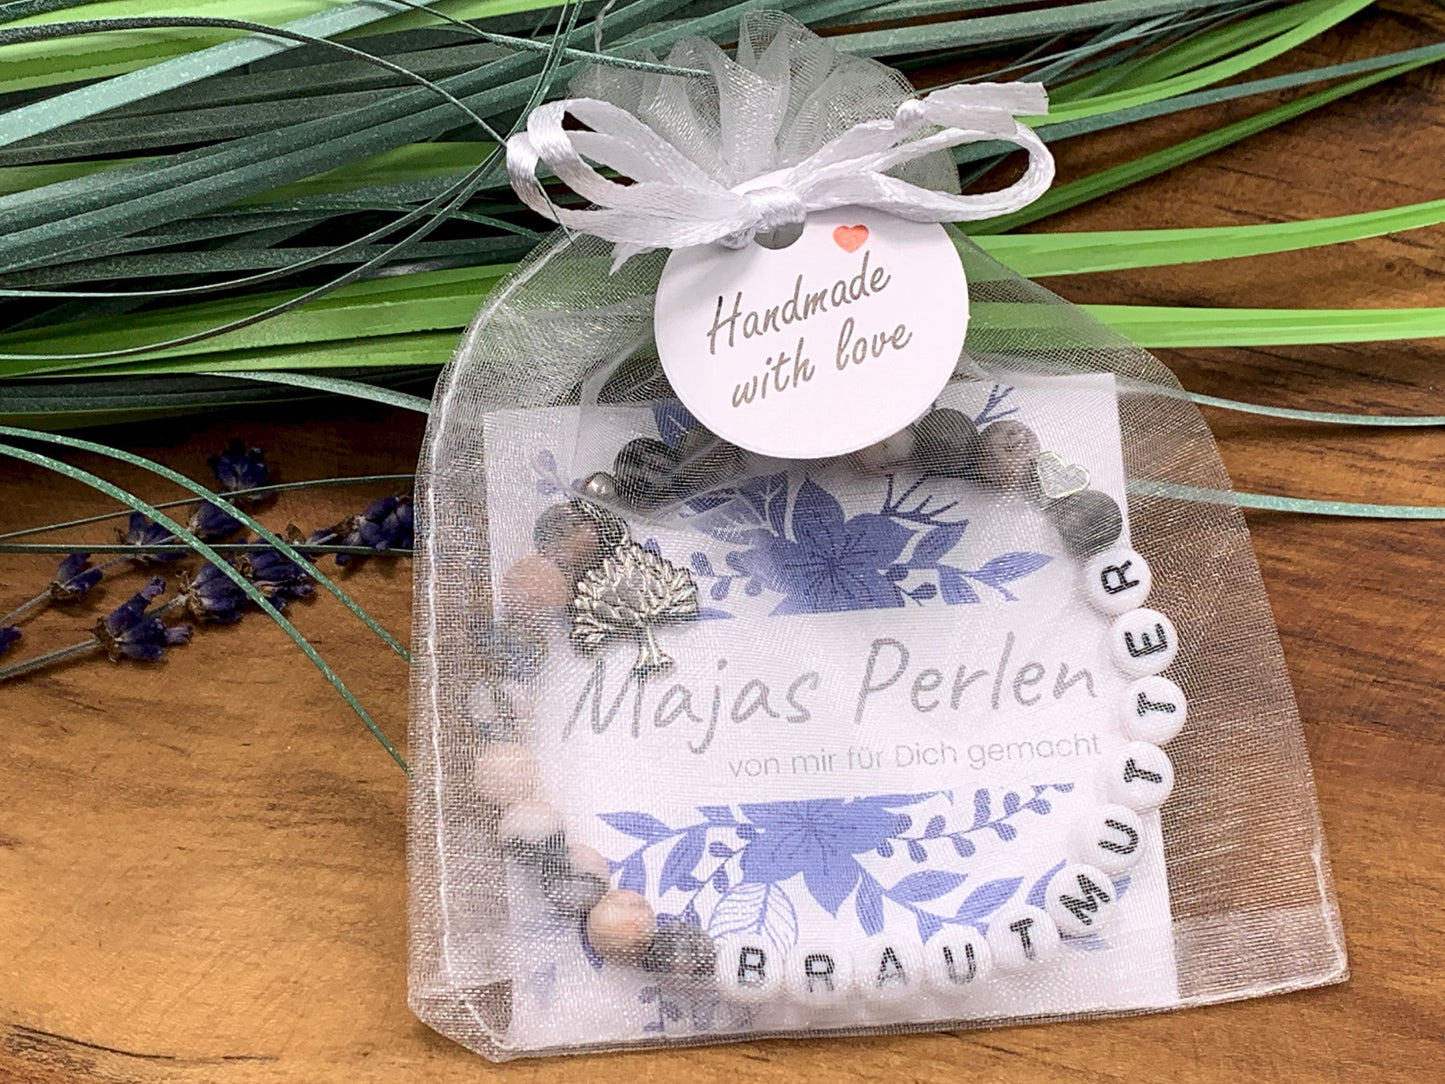 Handmade
with love
Majas Perlen
von mir für Dich gemacht
BRAUTMUTTER